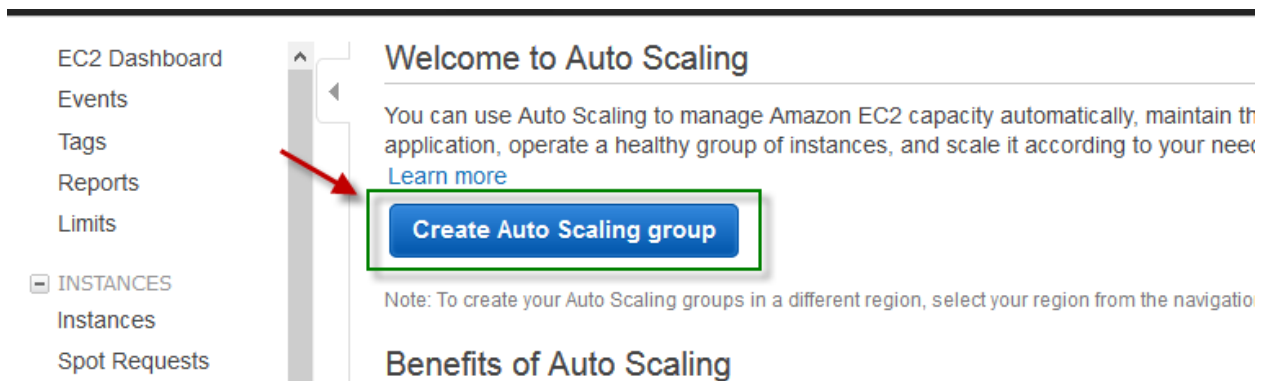 EC2 Dashboard
Events
Tags
Reports
Limits
INSTANCES
Instances
Spot Requests
Welcome to Auto Scaling
You can use Auto Scaling to manage Amazon EC2 capacity automatically, maintain th
application, operate a healthy group of instances, and scale it according to your need
Learn more
Create Auto Scaling group
Note: To create your Auto Scaling groups in a different region, select your region from the navigatio
Benefits of Auto Scaling